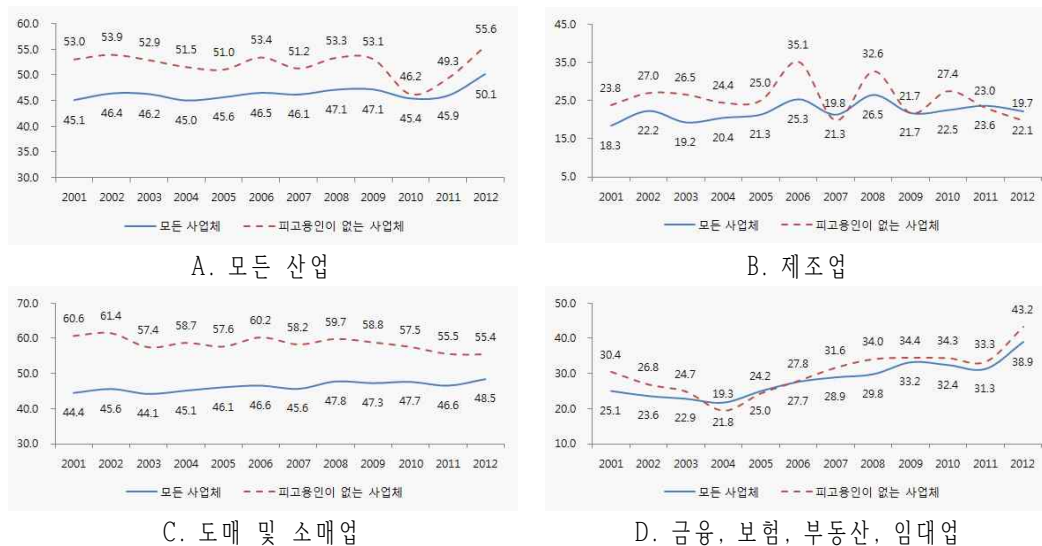 60.0
55.0
50.0
45.0
40.0
35.0
30.0
53.0 53.9 52.9 51.5 51.0 53.4 51.2 53.3 53.1 46.2 49.3 55.6
45.1 46.4 46.2 45.0 45.6 46.5 46.1 47.1 47.1 45.4 45.9 50.1
2001 2002 2003 2004 2005 2006 2007 2008 2009 2010 2011 2012
모든 사업체 피고용인이 없는 사업체
A. 모든 산업
45.0
35.0
25.0
15.0
5.0
23.8 27.0 26.5 24.4 25.0 35.1 19.8 32.6 21.7 27.4 23.0 19.7
18.3 22.2 19.2 20.4 21.3 25.3 21.3 26.5 21.7 22.5 23.6 22.1
2001 2002 2003 2004 2005 2006 2007 2008 2009 2010 2011 2012
모든 사업체 피고용인이 없는 사업체
B. 제조업
70.0
60.0
50.0
40.0
30.0
60.6 61.4 57.4 58.7 57.6 60.2 58.2 59.7 58.8 57.5 55.5 55.4
44.4 45.6 44.1 45.1 46.1 46.6 45.6 47.8 47.3 47.7 46.6 48.5
2001 2002 2003 2004 2005 2006 2007 2008 2009 2010 2011 2012
모든 사업체 피고용인이 없는 사업체
C. 도매 및 소매업
50.0
40.0
30.0
20.0
10.0
30.4 26.8 24.7 19.3 24.2 27.8 31.6 34.0 34.4 34.3 33.3 43.2
25.1 23.6 22.9 21.8 25.0 27.7 28.9 29.8 33.2 32.4 31.3 38.9
2001 2002 2003 2004 2005 2006 2007 2008 2009 2010 2011 2012
모든 사업체 피고용인이 없는 사업체
D. 금융, 보험, 부동산, 임대업